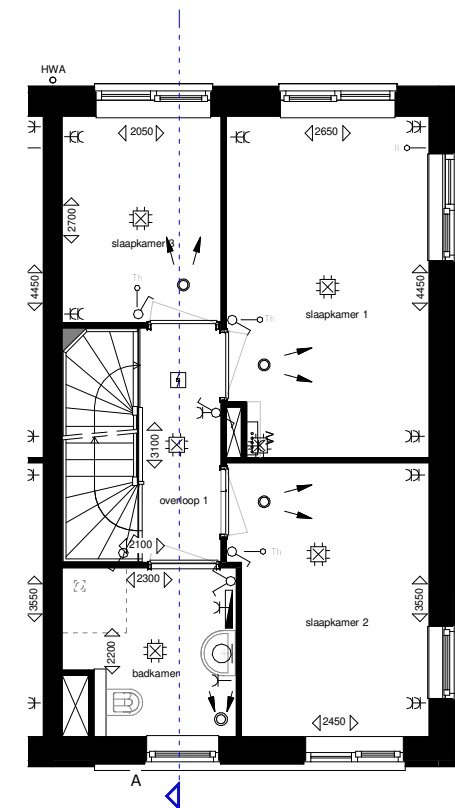 HWA
2050
2650
2700
slaapkamer 3
4450
4450
Th
slaapkamer 1
Th
3100
overloop 1
2100
2300
Th
3550
3550
slaapkamer 2
2200
badkamer
2450
A